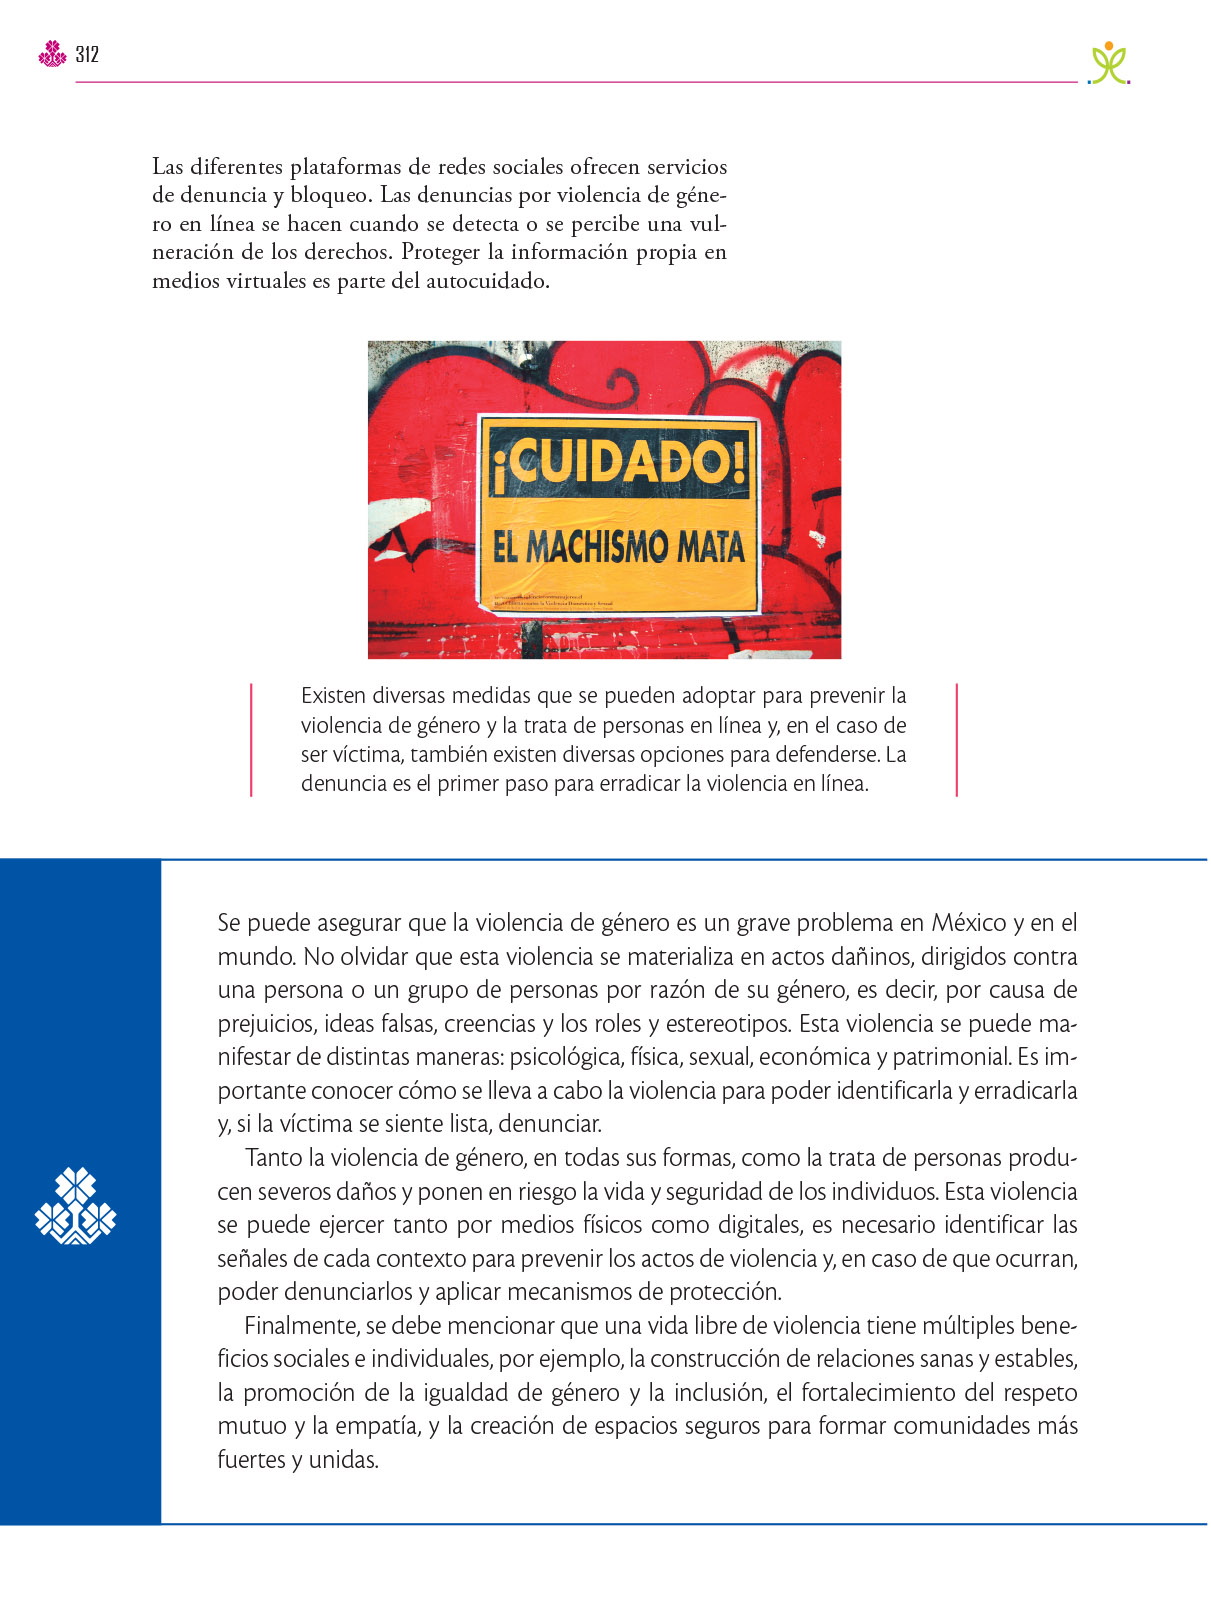 312
Las diferentes plataformas de redes sociales ofrecen servicios
de denuncia y bloqueo. Las denuncias por violencia de géne-
ro en línea se hacen cuando se detecta o se percibe una vul-
neración de los derechos. Proteger la información propia en
medios virtuales es parte del autocuidado.
¡CUIDADO!
EL MACHISMO MATA
Existen diversas medidas que se pueden adoptar para prevenir la
violencia de género y la trata de personas en línea y, en el caso de
ser víctima, también existen diversas opciones para defenderse. La
denuncia es el primer paso para erradicar la violencia en línea.
Se puede asegurar que la violencia de género es un grave problema en México y en el
mundo. No olvidar que esta violencia se materializa en actos dañinos, dirigidos contra
una persona o un grupo de personas por razón de su género, es decir, por causa de
prejuicios, ideas falsas, creencias y los roles y estereotipos. Esta violencia se puede ma-
nifestar de distintas maneras: psicológica, física, sexual, económica y patrimonial. Es im-
portante conocer cómo se lleva a cabo la violencia para poder identificarla y erradicarla
y, si la víctima se siente lista, denunciar.
Tanto la violencia de género, en todas sus formas, como la trata de personas produ-
cen severos daños y ponen en riesgo la vida y seguridad de los individuos. Esta violencia
se puede ejercer tanto por medios físicos como digitales, es necesario identificar las
señales de cada contexto para prevenir los actos de violencia y, en caso de que ocurran,
poder denunciarlos y aplicar mecanismos de protección.
Finalmente, se debe mencionar que una vida libre de violencia tiene múltiples bene-
ficios sociales e individuales, por ejemplo, la construcción de relaciones sanas y estables,
la promoción de la igualdad de género y la inclusión, el fortalecimiento del respeto
mutuo y la empatía, y la creación de espacios seguros para formar comunidades más
fuertes y unidas.